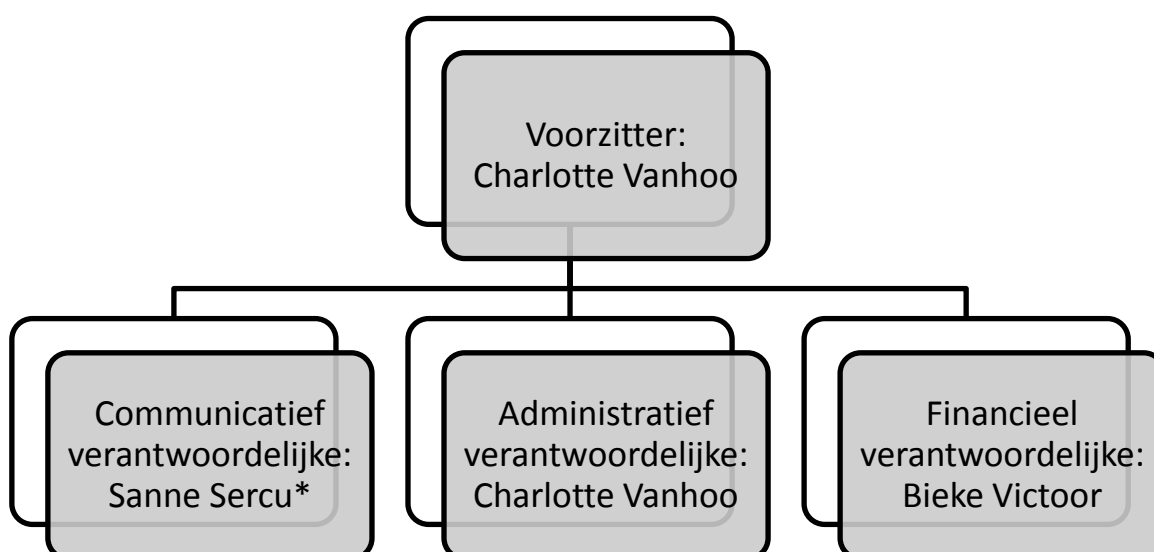 Voorzitter:
Charlotte Vanhoo
Communicatief
verantwoordelijke:
Sanne Sercu*
Administratief
verantwoordelijke:
Charlotte Vanhoo
Financieel
verantwoordelijke:
Bieke Victoor